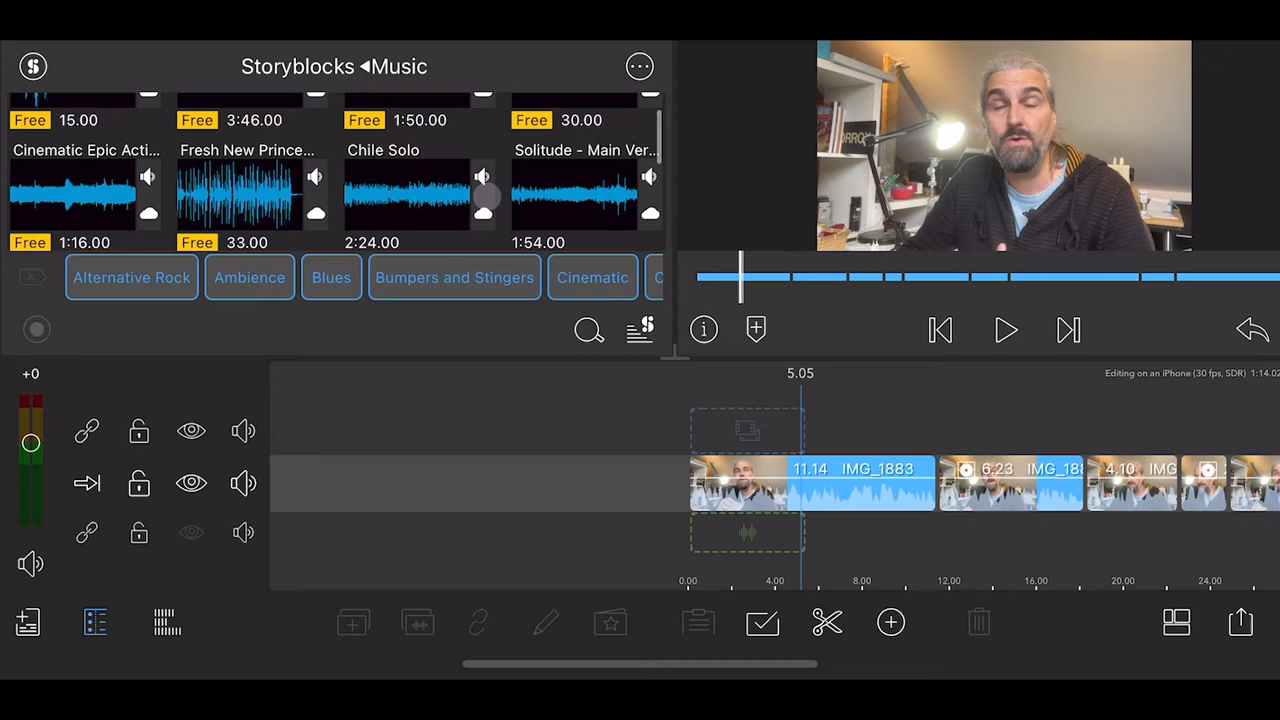 Storyblocks ◀Music
Free 15.00
Free 3:46.00
Free 1:50.00
Free 30.00
Cinematic Epic Acti...
Fresh New Prince...
Chile Solo
Solitude - Main Ver...
Free 1:16.00
Free 33.00
2:24.00
1:54.00
Alternative Rock
Ambience
Blues
Bumpers and Stingers
Cinematic
C
+0
5.05
Editing on an iPhone (30 fps, SDR) 1:14.02
11.14 IMG_1883
6.23 IMG_188
4.10 IMG
0.00 4.00 8.00 12.00 16.00 20.00 24.00